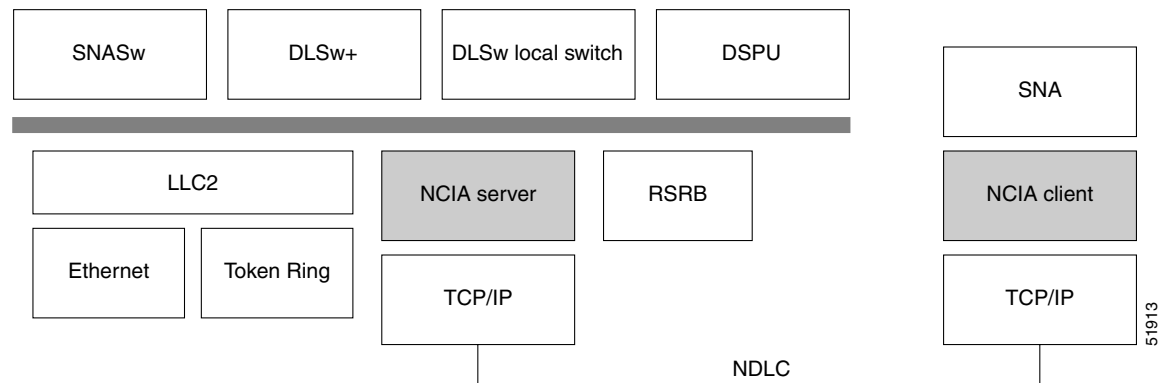 SNASw
DLSw+
DLSw local switch
DSPU
SNA
LLC2
NCIA server
RSRB
NCIA client
Ethernet
Token Ring
TCP/IP
TCP/IP
51913
NDLC